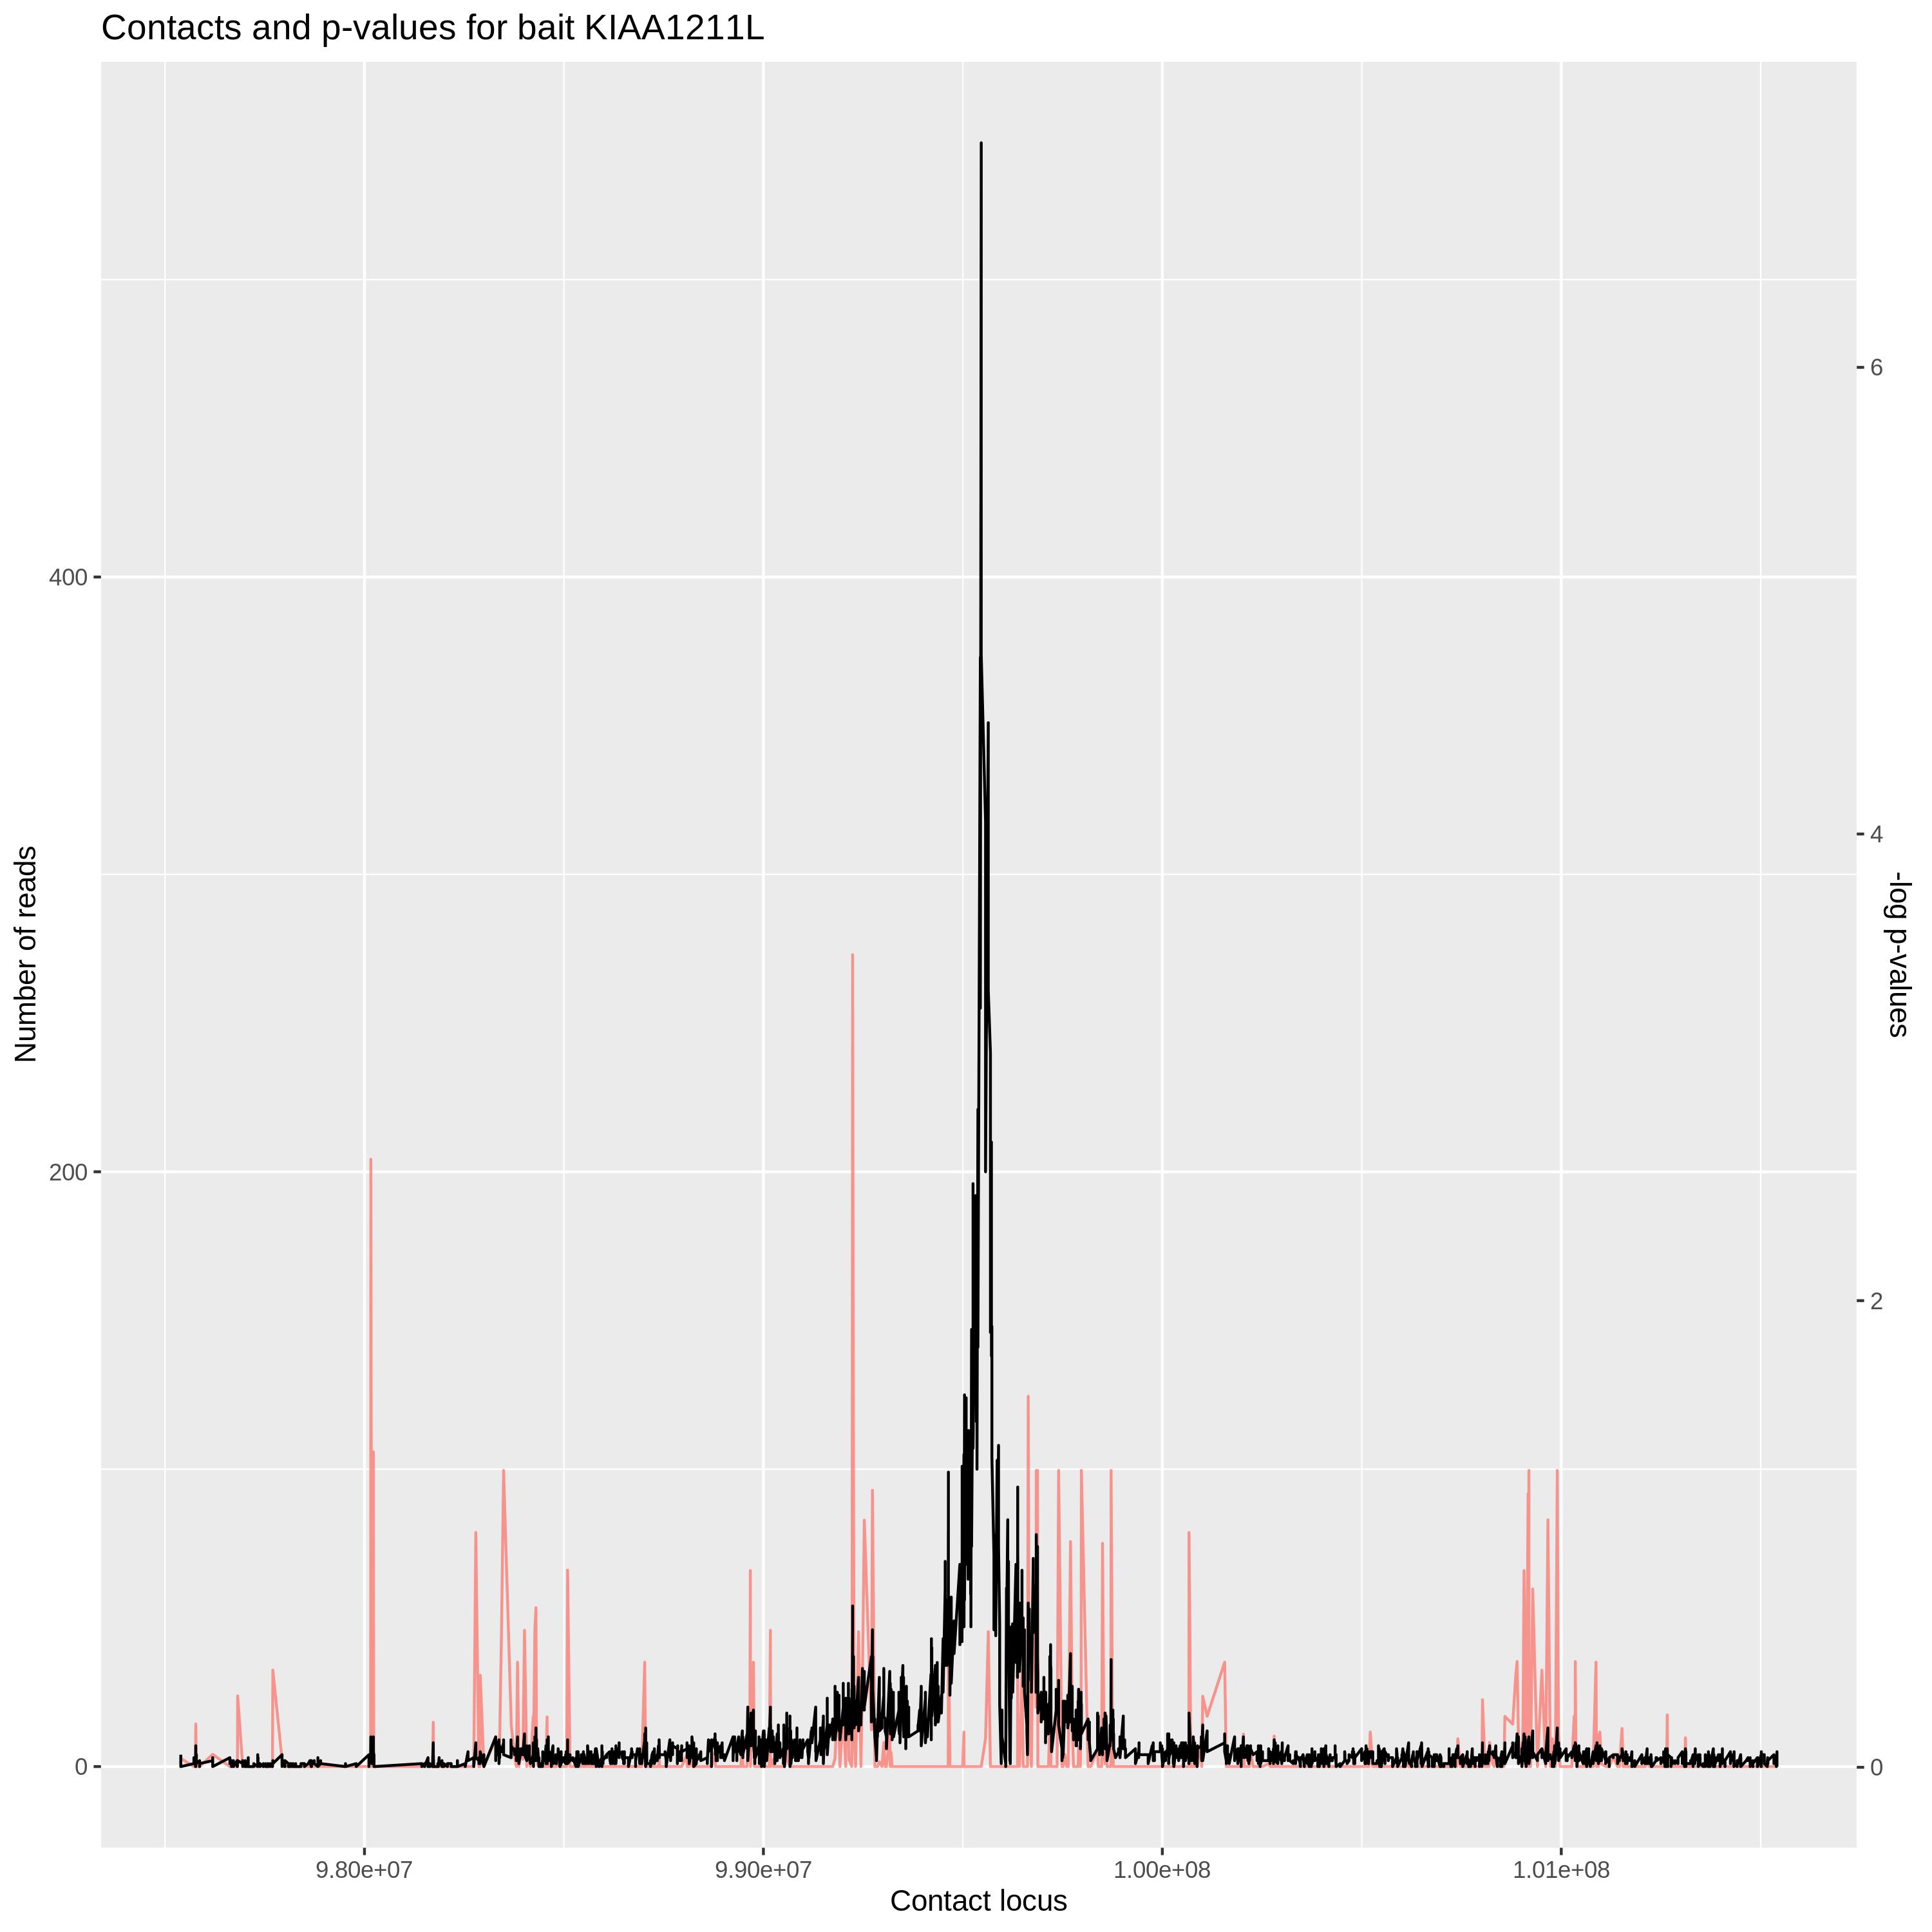 Contacts and p-values for bait KIAA1211L
Number of reads
400
200
0
6
4
2
0
-log p-values
9.80e+07
9.90e+07
1.00e+08
1.01e+08
Contact locus